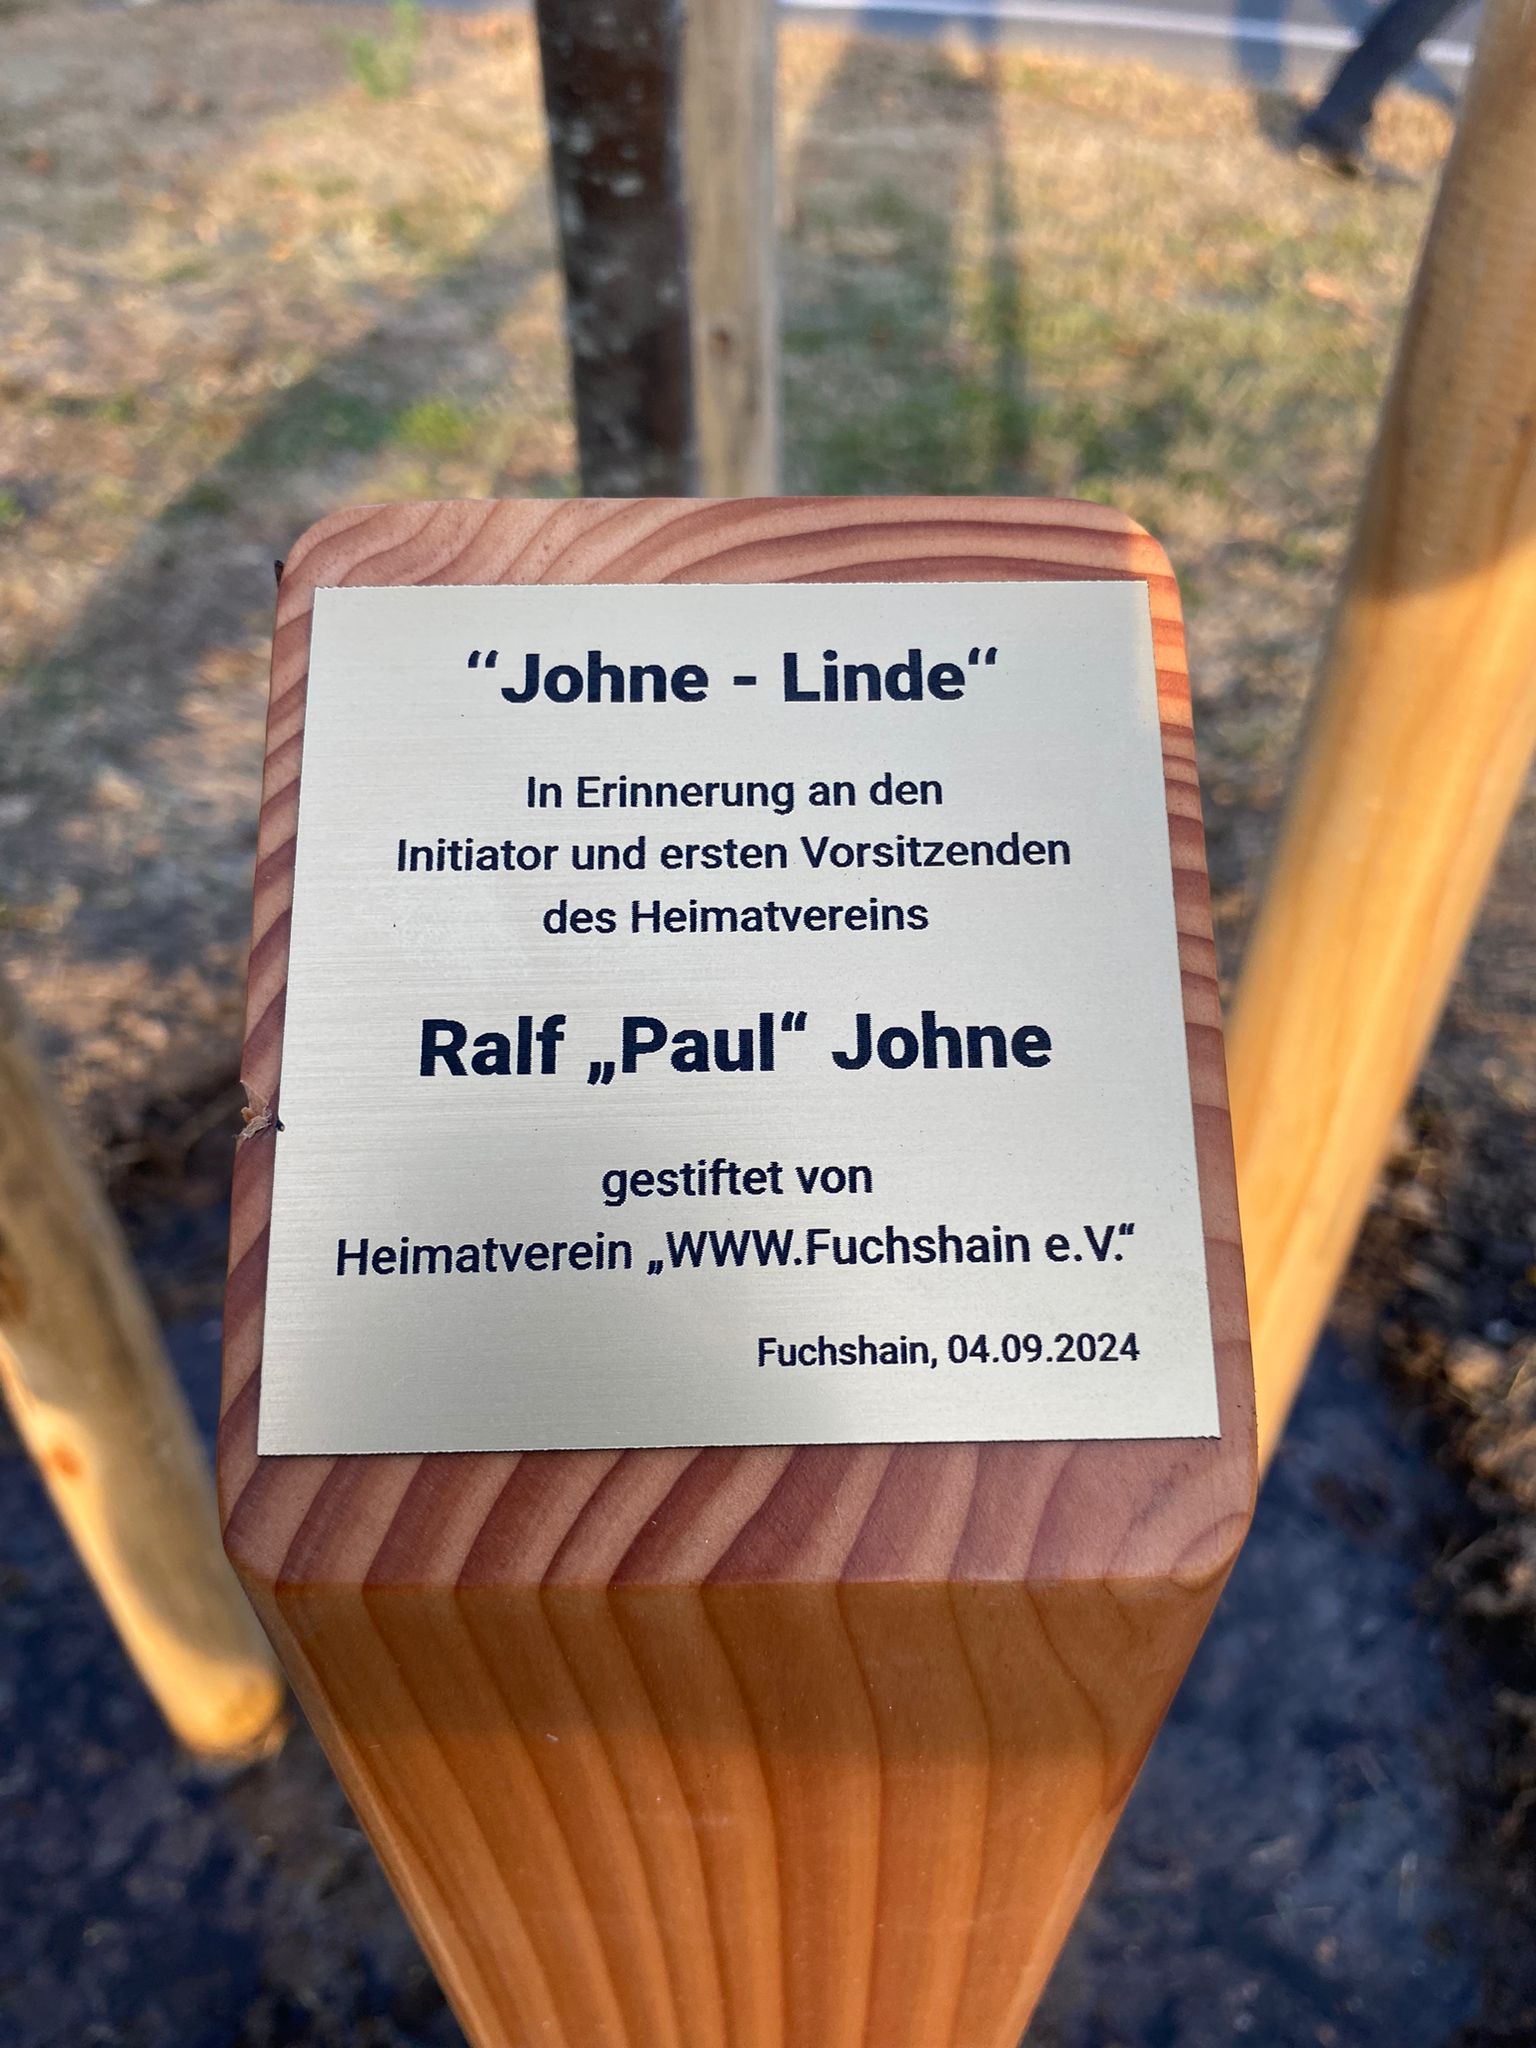 “Johne - Linde“
In Erinnerung an den
Initiator und ersten Vorsitzenden
des Heimatvereins
Ralf „Paul“ Johne
gestiftet von
Heimatverein „WWW.Fuchshain e.V.“
Fuchshain, 04.09.2024